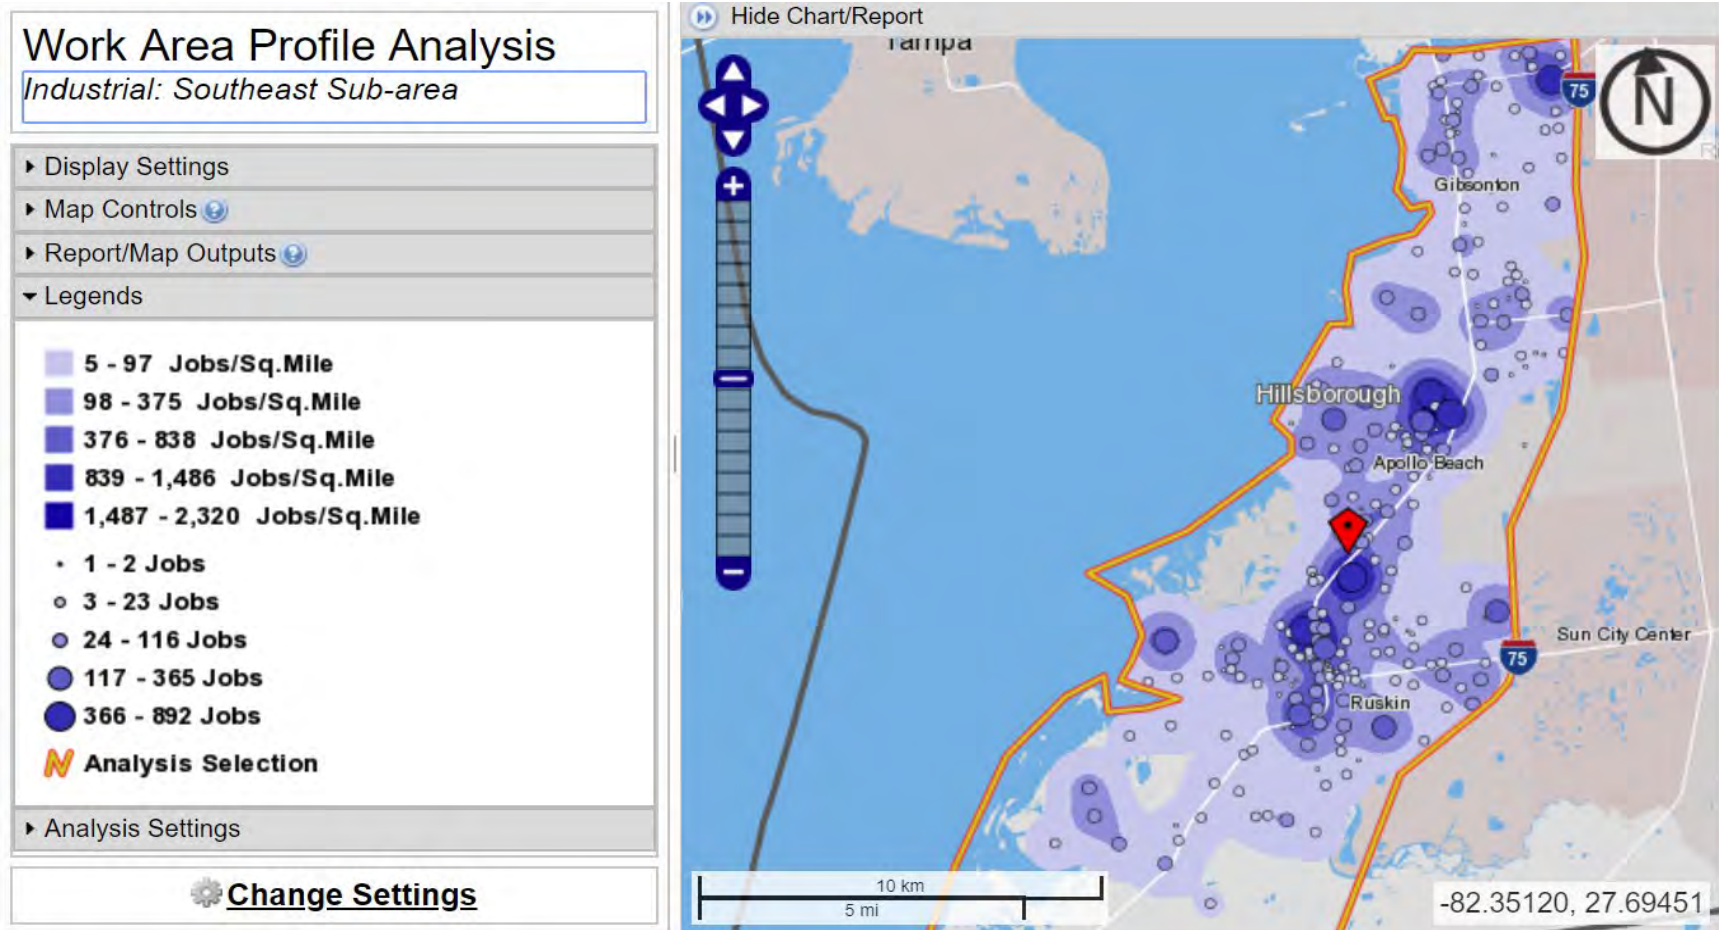 Work Area Profile Analysis
Industrial: Southeast Sub-area
Display Settings
Map Controls ?
Report/Map Outputs ?
Legends
5 - 97 Jobs/Sq.Mile
98 - 375 Jobs/Sq.Mile
376 - 838 Jobs/Sq.Mile
839 - 1,486 Jobs/Sq.Mile
1,487 - 2,320 Jobs/Sq.Mile
1 - 2 Jobs
3 - 23 Jobs
24 - 116 Jobs
117 - 365 Jobs
366 - 892 Jobs
Analysis Selection
Analysis Settings
Change Settings
Hide Chart/Report
Tampa
75
N
Gibsonton
Hillsborough
Apollo Beach
Sun City Center
75
Ruskin
10 km
5 mi
-82.35120, 27.69451